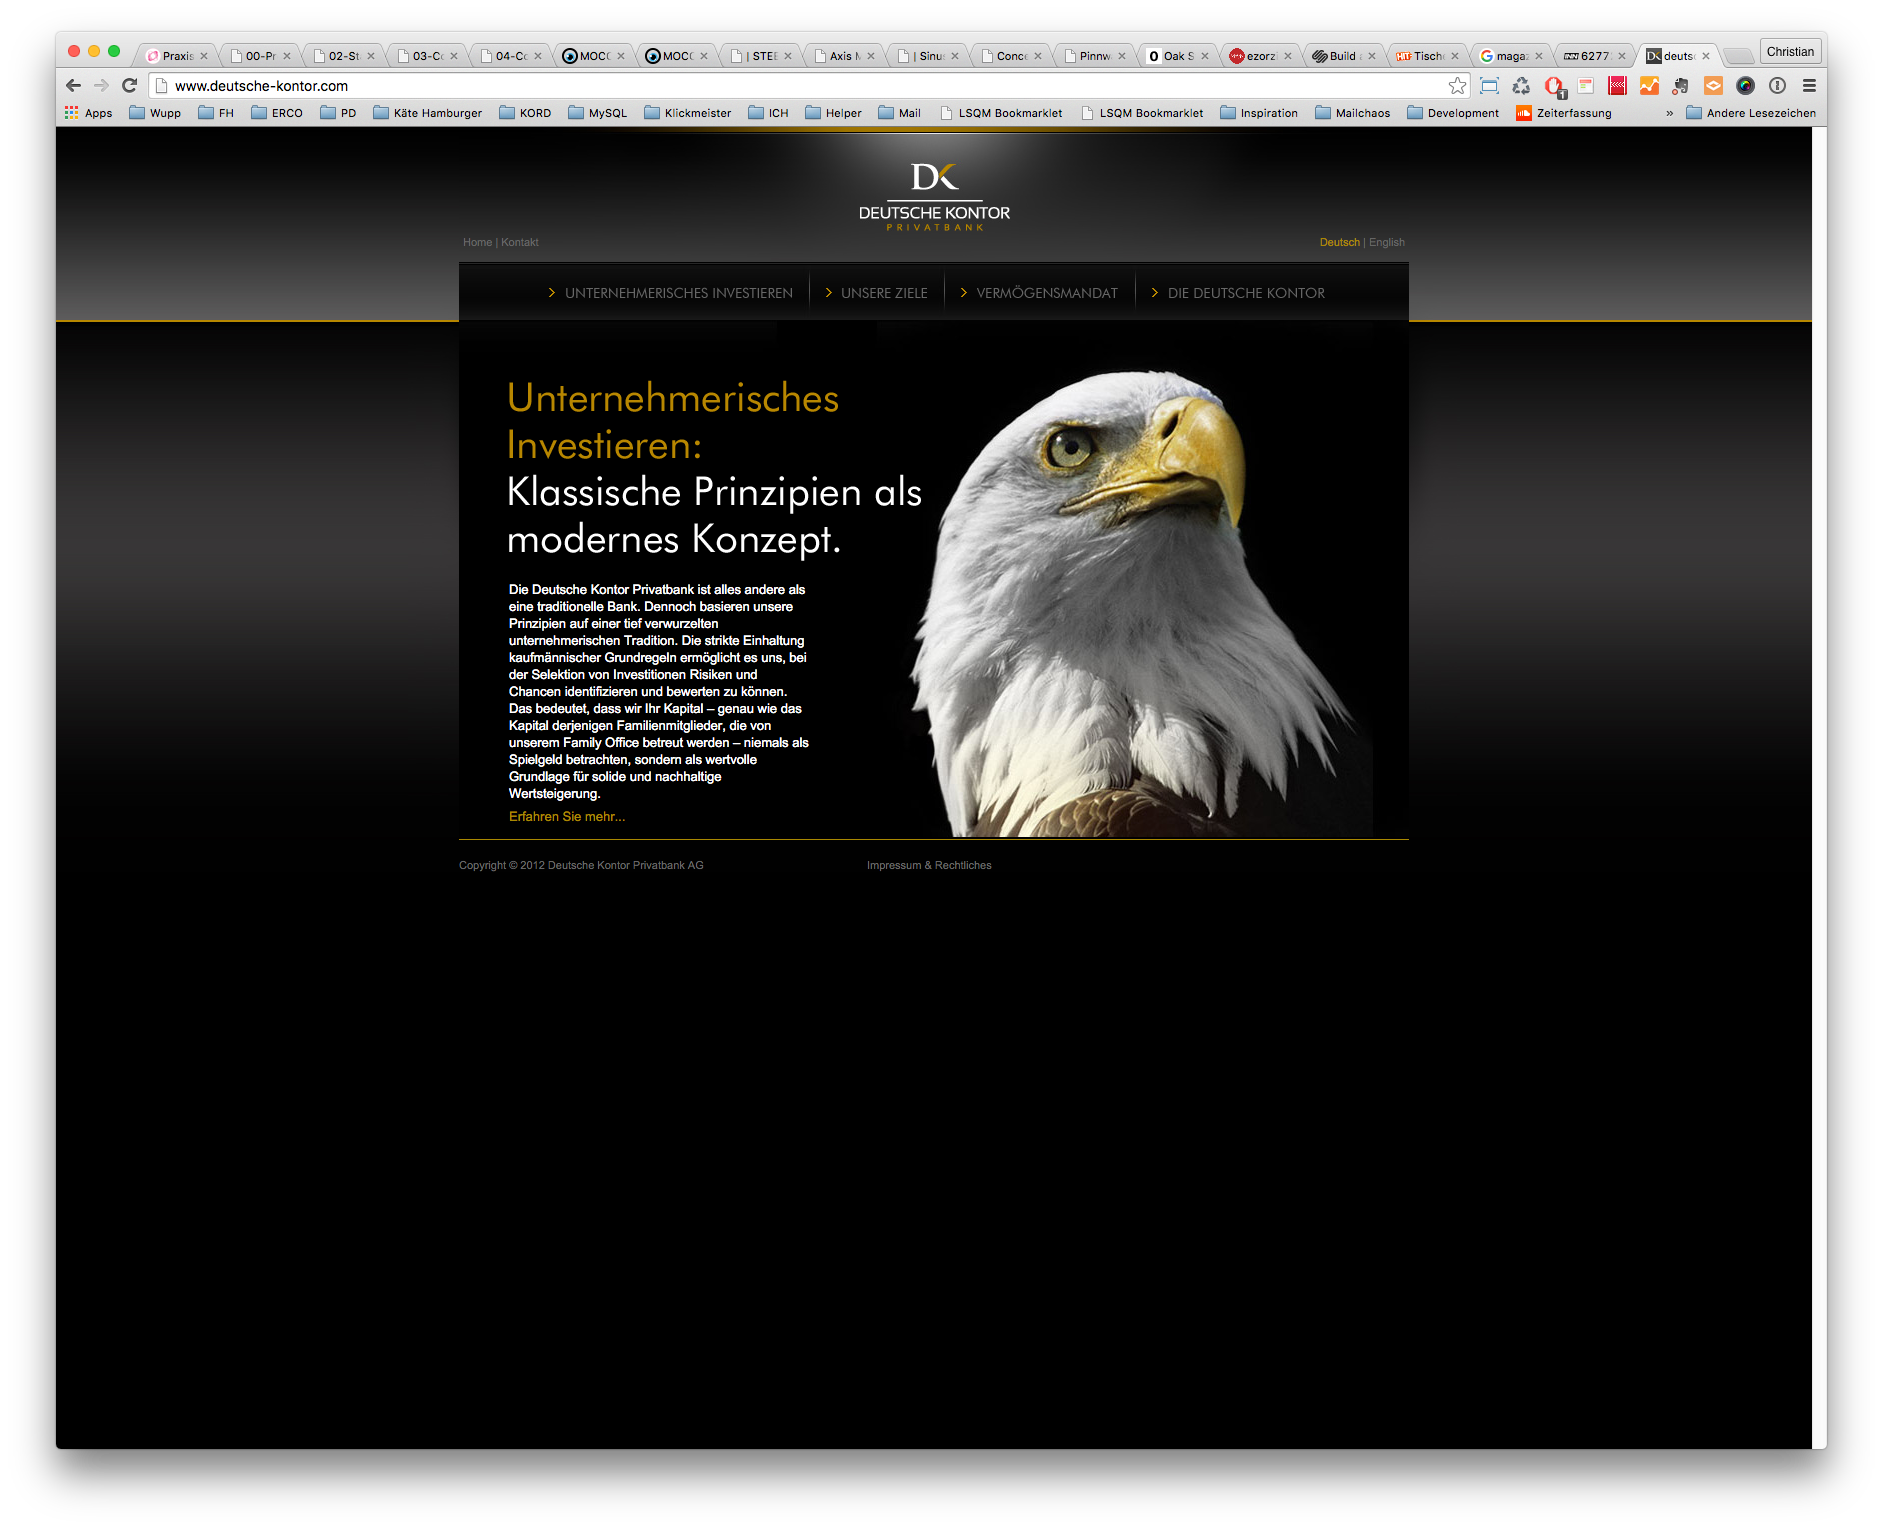 Praxis
00-Pr
02-St
03-Co
04-Co
MOCC
MOCC
| STEE
Axis M
| Sinus
Conce
Pinnw
Oak S
ezorz
Build a
Tische
magaz
6277
deutsc
Christian
www.deutsche-kontor.com
Apps Wupp FH ERCO PD Käte Hamburger KORD MySQL Klickmeister ICH Helper Mail LSQM Bookmarklet LSQM Bookmarklet Inspiration Mailchaos Development Zeiterfassung » Andere Lesezeichen
DK
DEUTSCHE KONTOR
PRIVATBANK
Home | Kontakt
Deutsch | English
UNTERNEHMERISCHES INVESTIEREN
UNSERE ZIELE
VERMÖGENSMANDAT
DIE DEUTSCHE KONTOR
Unternehmerisches
Investieren:
Klassische Prinzipien als
modernes Konzept.
Die Deutsche Kontor Privatbank ist alles andere als
eine traditionelle Bank. Dennoch basieren unsere
Prinzipien auf einer tief verwurzelten
unternehmerischen Tradition. Die strikte Einhaltung
kaufmännischer Grundregeln ermöglicht es uns, bei
der Selektion von Investitionen Risiken und
Chancen identifizieren und bewerten zu können.
Das bedeutet, dass wir Ihr Kapital – genau wie das
Kapital derjenigen Familienmitglieder, die von
unserem Family Office betreut werden – niemals als
Spielgeld betrachten, sondern als wertvolle
Grundlage für solide und nachhaltige
Wertsteigerung.
Erfahren Sie mehr...
Copyright © 2012 Deutsche Kontor Privatbank AG
Impressum & Rechtliches